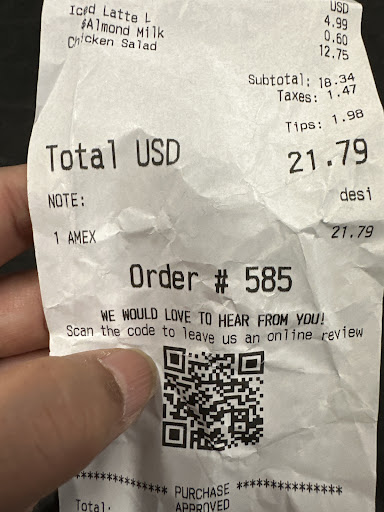 USD
Iced Latte L 4.99
$Almond Milk 0.60
Chicken Salad 12.75
Subtotal: 18.34
Taxes: 1.47
Tips: 1.98
Total USD 21.79
NOTE: desi
1 AMEX 21.79
Order # 585
WE WOULD LOVE TO HEAR FROM YOU!
Scan the code to leave us an online review
************** PURCHASE **************
APPROVED
Total: